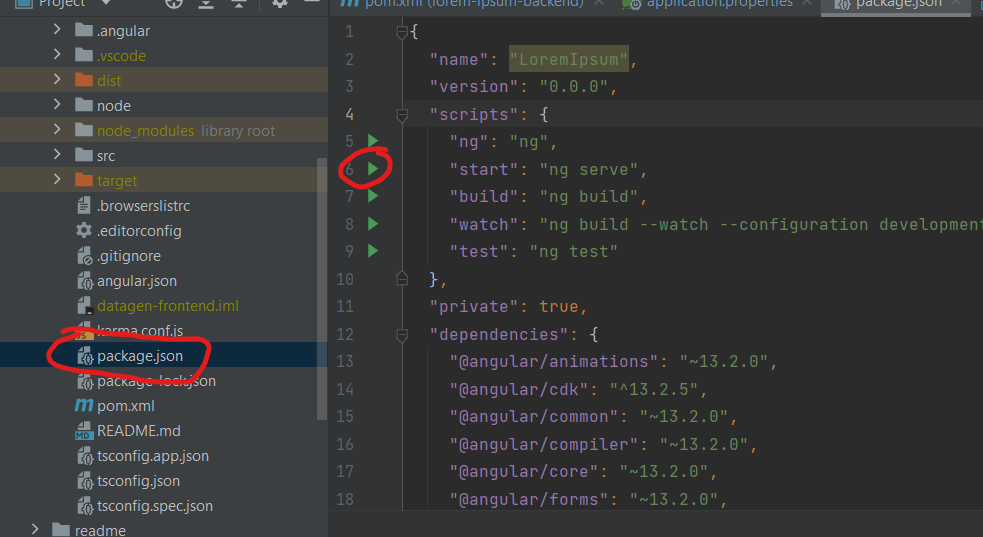 Project
.angular
.vscode
dist
node
node_modules library root
src
target
.browserslistrc
.editorconfig
.gitignore
angular.json
datagen-frontend.iml
karma.conf.js
package.json
package-lock.json
pom.xml
README.md
tsconfig.app.json
tsconfig.json
tsconfig.spec.json
readme
pom.xml (lorem-ipsum-backend)
application.properties
package.json
1 {
2 "name": "LoremIpsum",
3 "version": "0.0.0",
4 "scripts": {
5 "ng": "ng",
6 "start": "ng serve",
7 "build": "ng build",
8 "watch": "ng build --watch --configuration development
9 "test": "ng test"
10 },
11 "private": true,
12 "dependencies": {
13 "@angular/animations": "~13.2.0",
14 "@angular/cdk": "^13.2.5",
15 "@angular/common": "~13.2.0",
16 "@angular/compiler": "~13.2.0",
17 "@angular/core": "~13.2.0",
18 "@angular/forms": "~13.2.0",